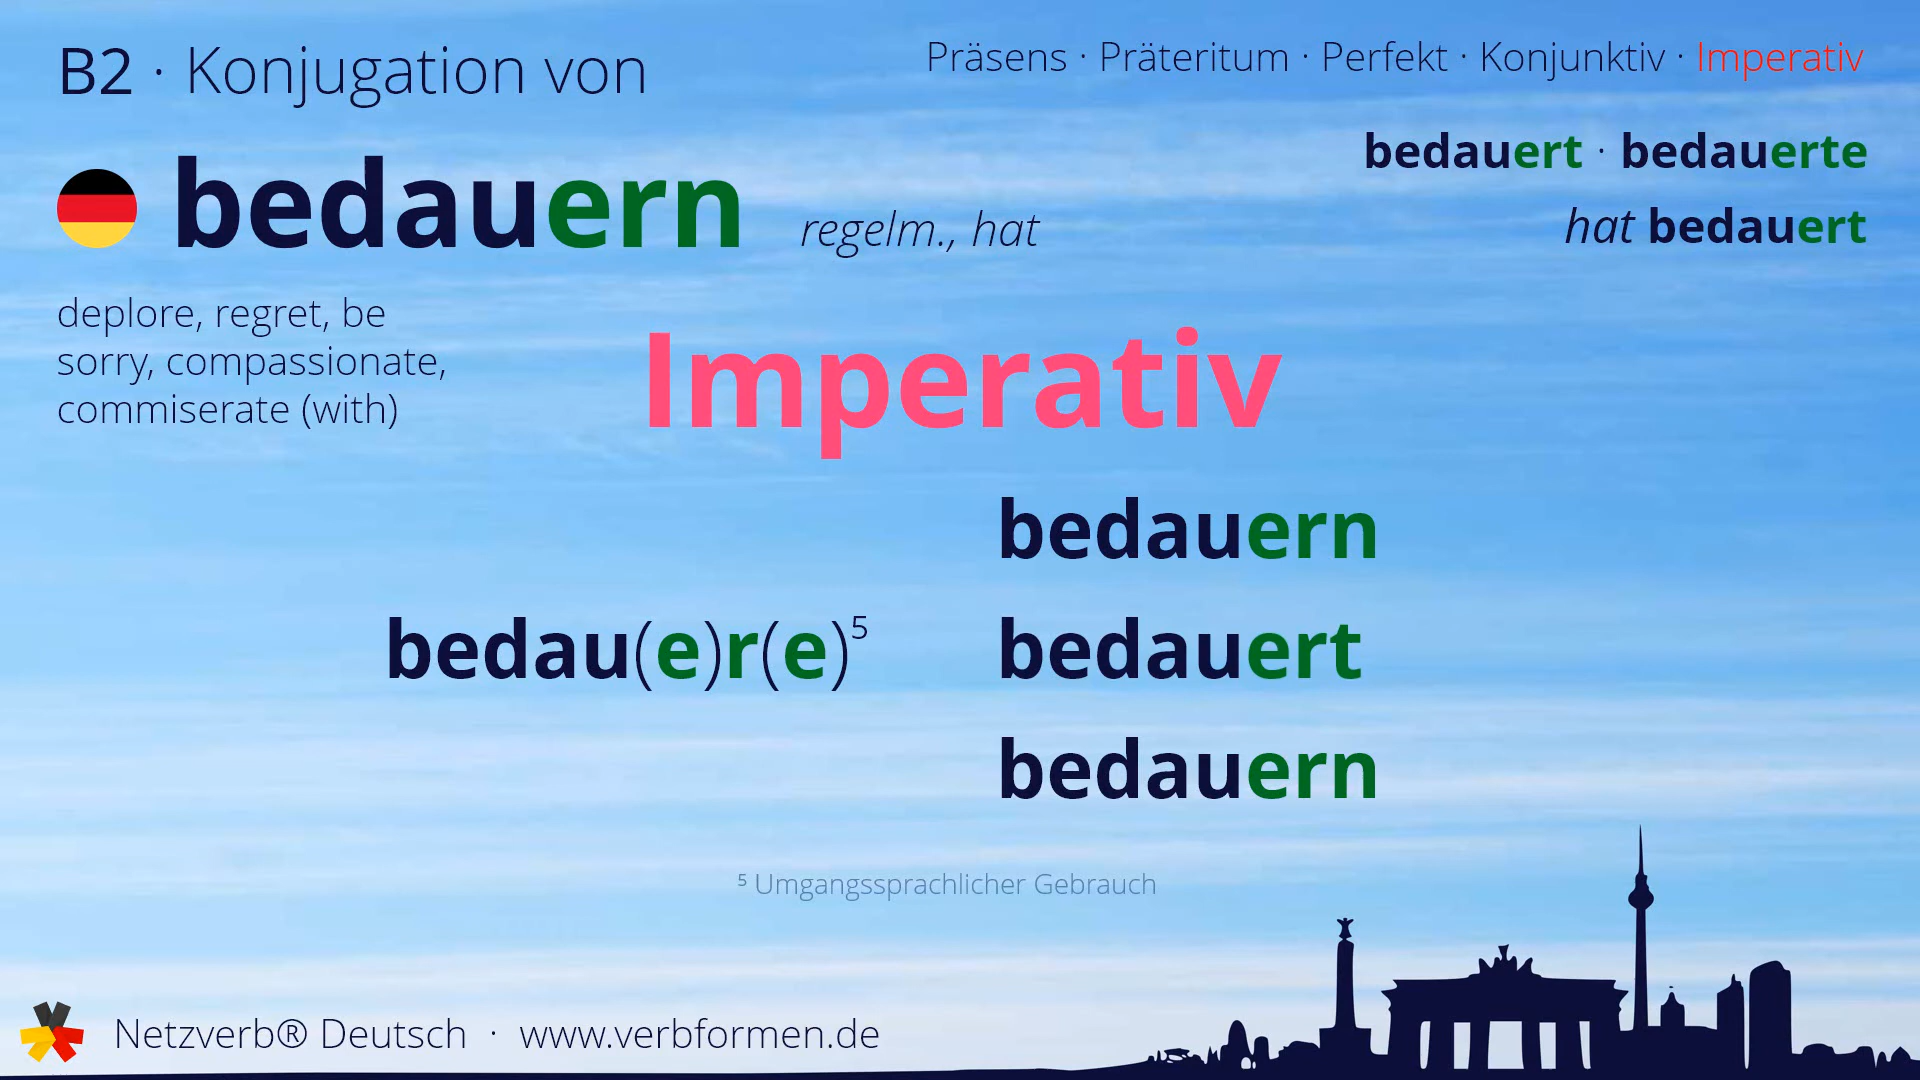 B2 · Konjugation von
Präsens · Präteritum · Perfekt · Konjunktiv · Imperativ
bedauern regelm., hat
bedauert · bedauerte
hat bedauert
deplore, regret, be
sorry, compassionate,
commiserate (with)
Imperativ
bedauern
bedau(e)r(e)⁵ bedauert
bedauern
⁵ Umgangssprachlicher Gebrauch
Netzverb® Deutsch · www.verbformen.de